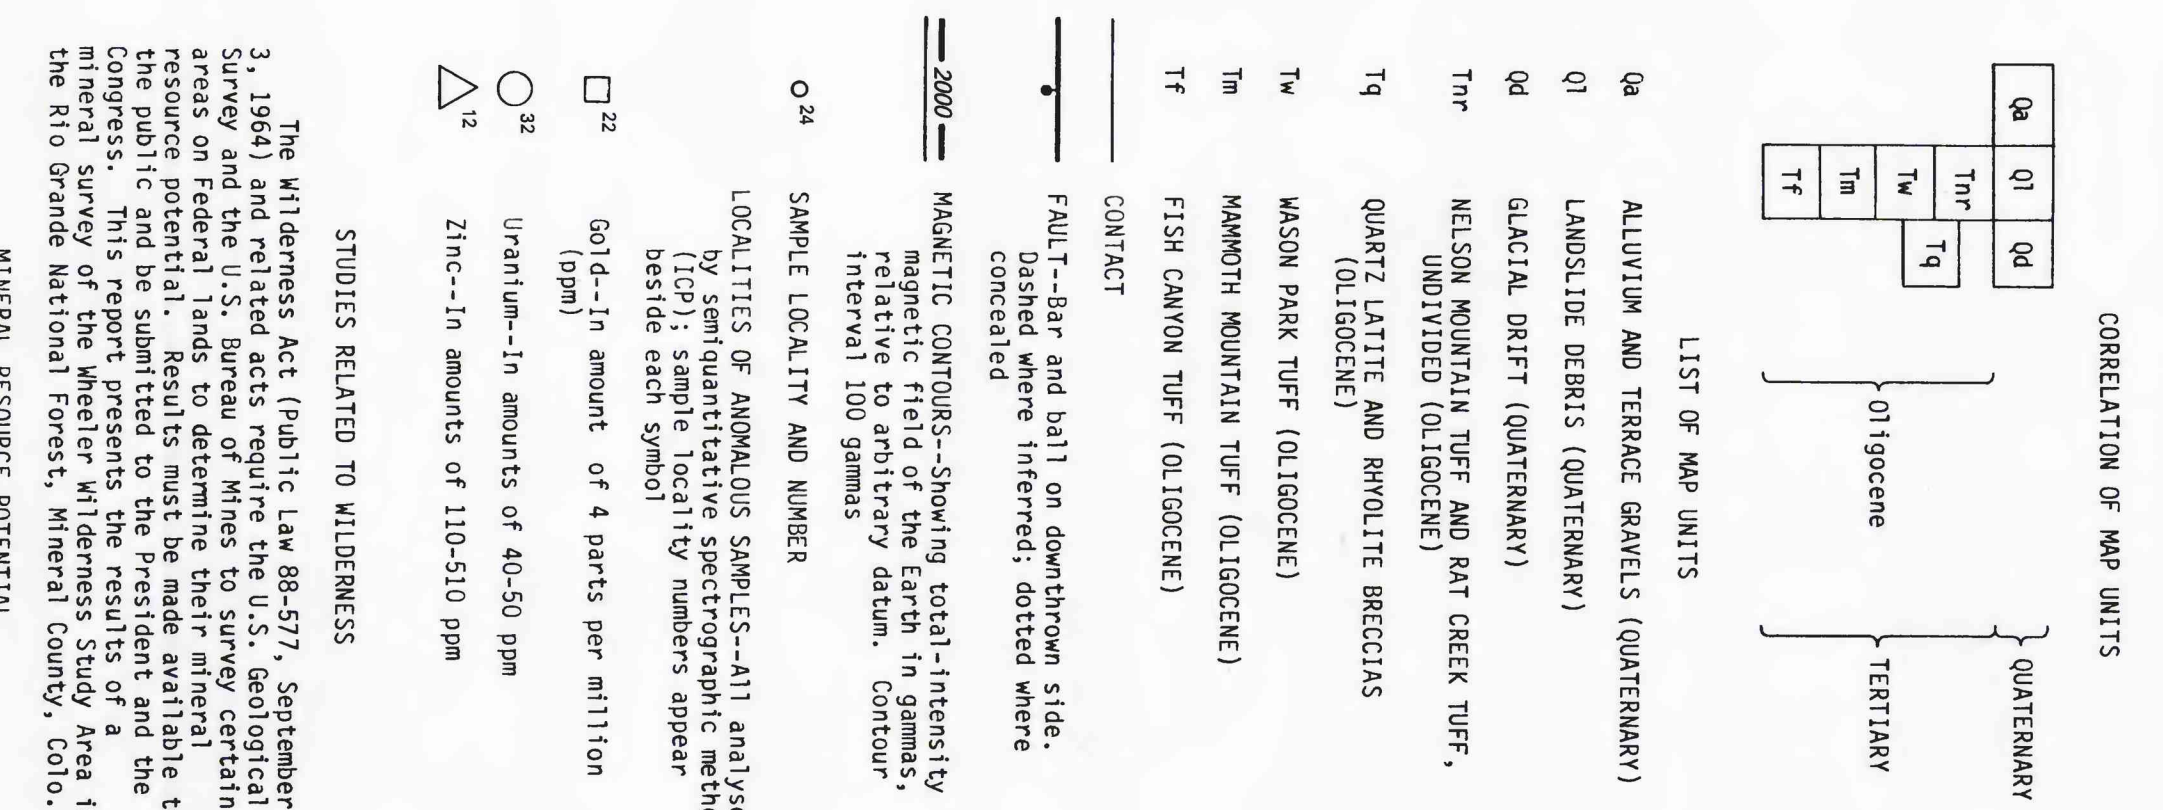 CORRELATION OF MAP UNITS
Qa Ql Qd
QUATERNARY
Tnr
Tq
Tw
Tm
Tf
Oligocene
TERTIARY
LIST OF MAP UNITS
Qa ALLUVIUM AND TERRACE GRAVELS (QUATERNARY)
Ql LANDSLIDE DEBRIS (QUATERNARY)
Qd GLACIAL DRIFT (QUATERNARY)
Tnr NELSON MOUNTAIN TUFF AND RAT CREEK TUFF,
UNDIVIDED (OLIGOCENE)
Tq QUARTZ LATITE AND RHYOLITE BRECCIAS
(OLIGOCENE)
Tw WASON PARK TUFF (OLIGOCENE)
Tm MAMMOTH MOUNTAIN TUFF (OLIGOCENE)
Tf FISH CANYON TUFF (OLIGOCENE)
CONTACT
FAULT--Bar and ball on downthrown side.
Dashed where inferred; dotted where
concealed
2000 MAGNETIC CONTOURS--Showing total-intensity
magnetic field of the Earth in gammas,
relative to arbitrary datum. Contour
interval 100 gammas
24 SAMPLE LOCALITY AND NUMBER
LOCALITIES OF ANOMALOUS SAMPLES--All analyse
by semiquantitative spectrographic meth
(ICP); sample locality numbers appear
beside each symbol
22 Gold--In amount of 4 parts per million
(ppm)
32 Uranium--In amounts of 40-50 ppm
12 Zinc--In amounts of 110-510 ppm
STUDIES RELATED TO WILDERNESS
The Wilderness Act (Public Law 88-577, September
3, 1964) and related acts require the U.S. Geological
Survey and the U.S. Bureau of Mines to survey certain
areas on Federal lands to determine their mineral
resource potential. Results must be made available t
the public and be submitted to the President and the
Congress. This report presents the results of a
mineral survey of the Wheeler Wilderness Study Area i
the Rio Grande National Forest, Mineral County, Colo.
MINERAL RESOURCE POTENTIAL